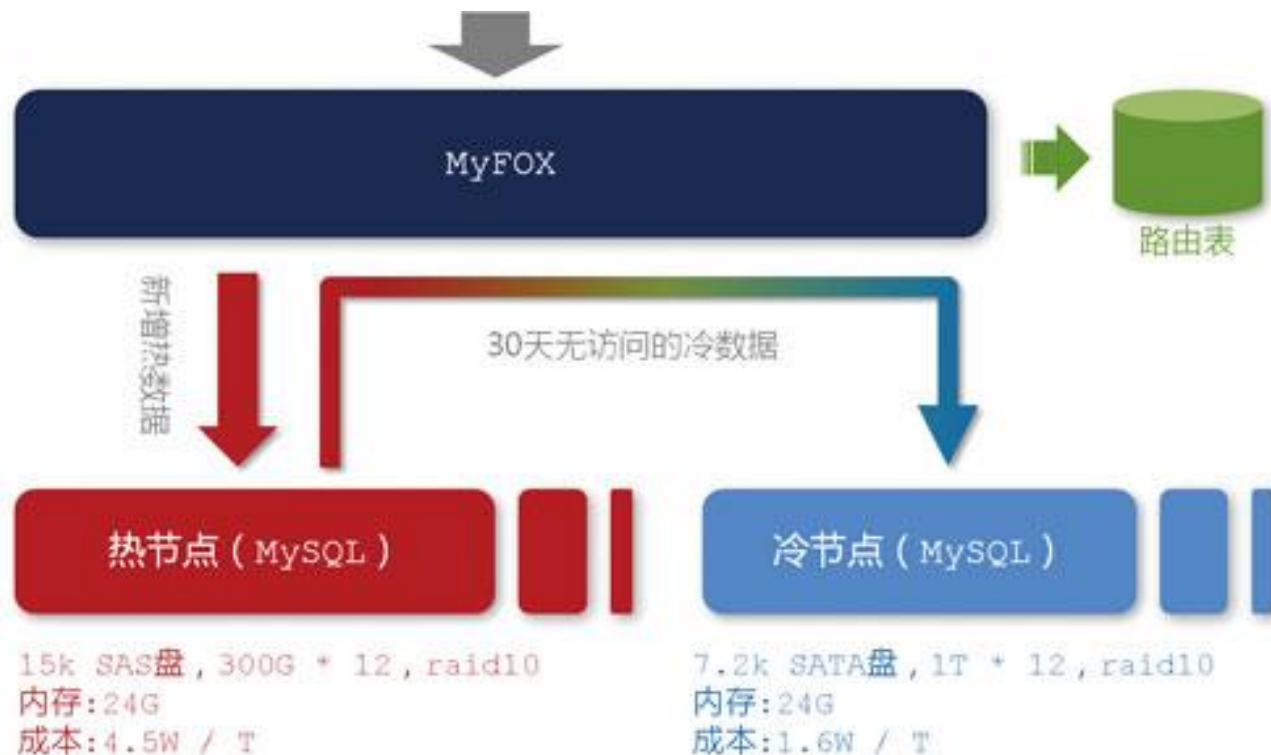 MyFOX
路由表
新增热数据
30天无访问的冷数据
热节点(MySQL)
冷节点(MySQL)
15k SAS盘,300G * 12,raid10
内存:24G
成本:4.5W / T
7.2k SATA盘,1T * 12,raid10
内存:24G
成本:1.6W / T